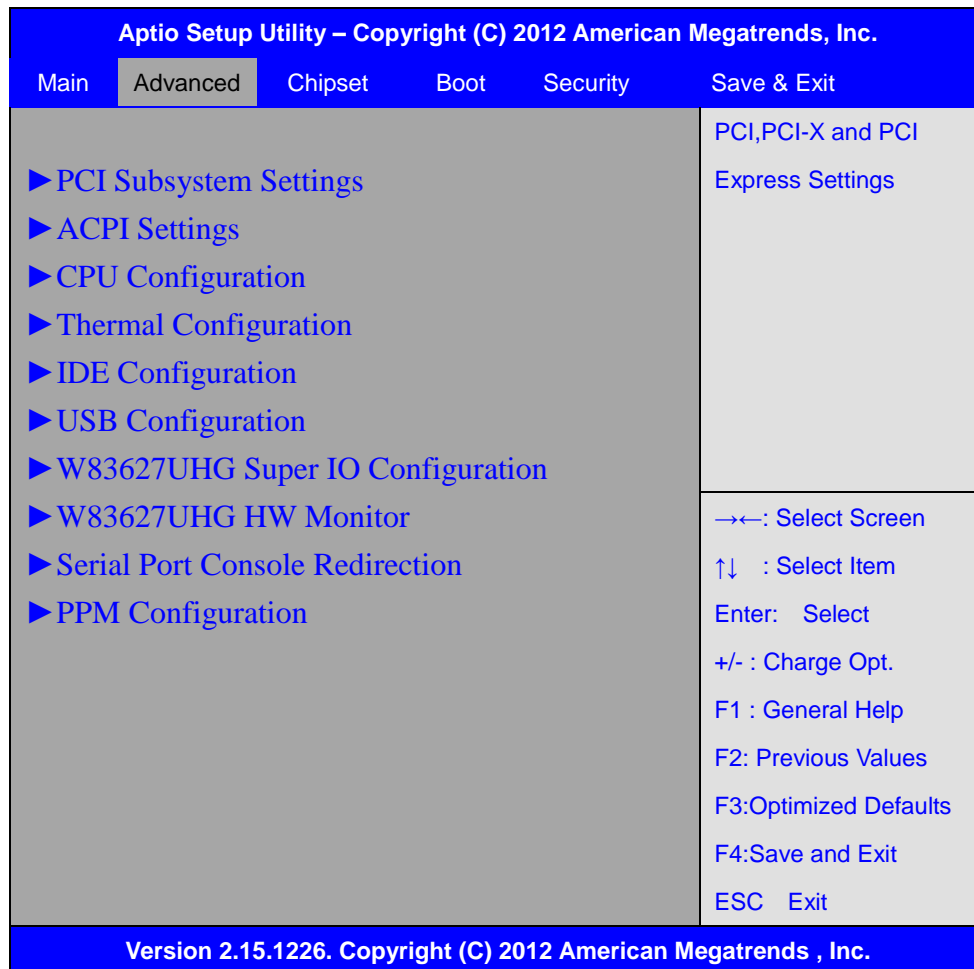 Aptio Setup Utility – Copyright (C) 2012 American Megatrends, Inc.
Main Advanced Chipset Boot Security Save & Exit
►PCI Subsystem Settings
►ACPI Settings
►CPU Configuration
►Thermal Configuration
►IDE Configuration
►USB Configuration
►W83627UHG Super IO Configuration
►W83627UHG HW Monitor
►Serial Port Console Redirection
►PPM Configuration
PCI,PCI-X and PCI
Express Settings
→←: Select Screen
↑↓ : Select Item
Enter: Select
+/- : Charge Opt.
F1 : General Help
F2: Previous Values
F3:Optimized Defaults
F4:Save and Exit
ESC Exit
Version 2.15.1226. Copyright (C) 2012 American Megatrends , Inc.